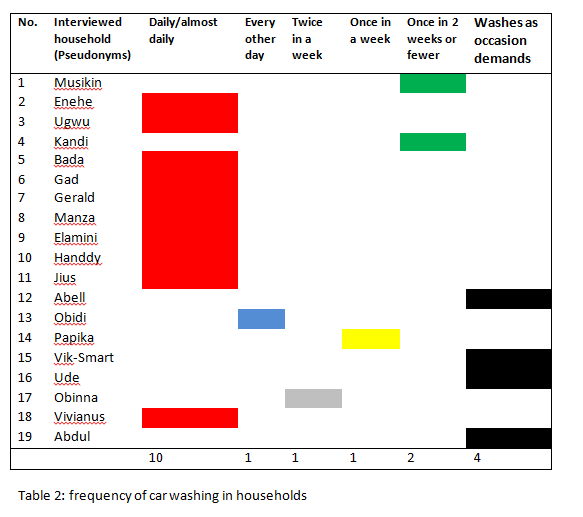 No. Interviewed household (Pseudonyms) Daily/almost daily Every other day Twice in a week Once in a week Once in 2 weeks or fewer Washes as occasion demands
1 Musikin
2 Enehe
3 Ugwu
4 Kandi
5 Bada
6 Gad
7 Gerald
8 Manza
9 Elamini
10 Handdy
11 Jius
12 Abell
13 Obidi
14 Papika
15 Vik-Smart
16 Ude
17 Obinna
18 Vivianus
19 Abdul
10 1 1 1 2 4
Table 2: frequency of car washing in households